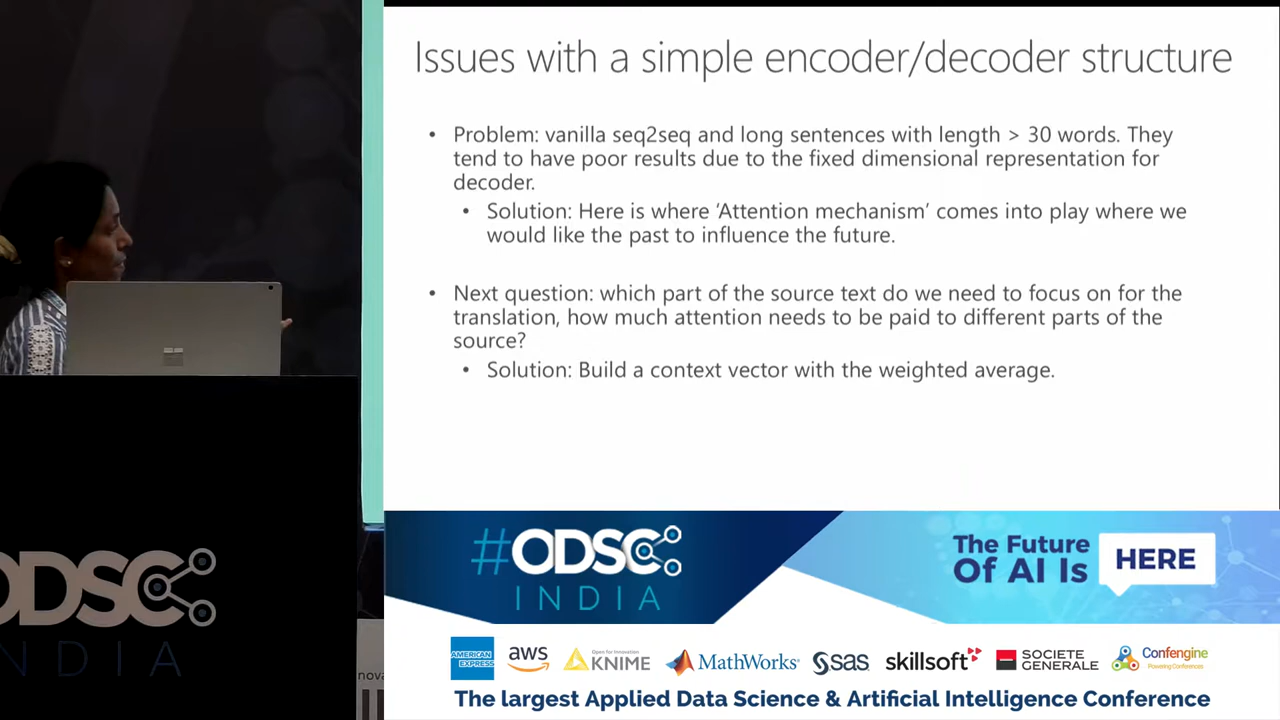 Issues with a simple encoder/decoder structure
• Problem: vanilla seq2seq and long sentences with length > 30 words. They
tend to have poor results due to the fixed dimensional representation for
decoder.
• Solution: Here is where ‘Attention mechanism’ comes into play where we
would like the past to influence the future.
• Next question: which part of the source text do we need to focus on for the
translation, how much attention needs to be paid to different parts of the
source?
• Solution: Build a context vector with the weighted average.
#ODSC
INDIA
The Future
Of AI Is
HERE
ODSC
INDIA
AMERICAN
EXPRESS
aws
Open for Innovation
KNIME
MathWorks®
sas
skillsoft
SOCIETE
GENERALE
Confengine
Powering Conferences
The largest Applied Data Science & Artificial Intelligence Conference